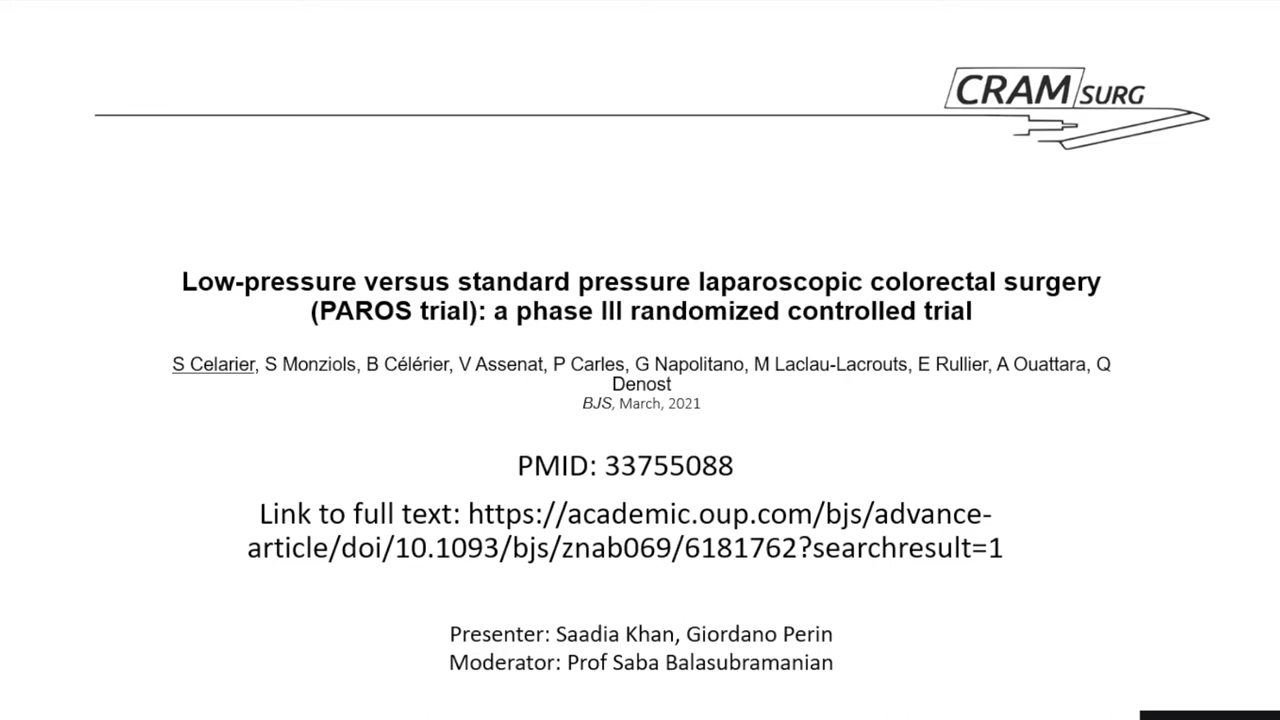 CRAM SURG
Low-pressure versus standard pressure laparoscopic colorectal surgery
(PAROS trial): a phase III randomized controlled trial
S Celarier, S Monziols, B Célérier, V Assenat, P Carles, G Napolitano, M Laclau-Lacrouts, E Rullier, A Ouattara, Q
Denost
BJS, March, 2021
PMID: 33755088
Link to full text: https://academic.oup.com/bjs/advance-
article/doi/10.1093/bjs/znab069/6181762?searchresult=1
Presenter: Saadia Khan, Giordano Perin
Moderator: Prof Saba Balasubramanian